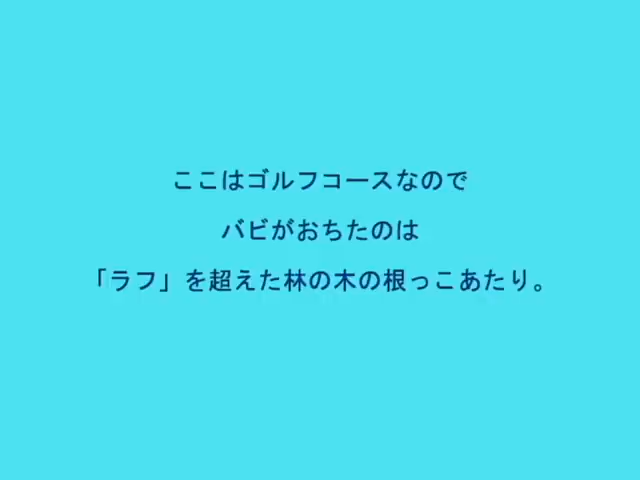 ここはゴルフコースなので
バビがおちたのは
「ラフ」を超えた林の木の根っこあたり。